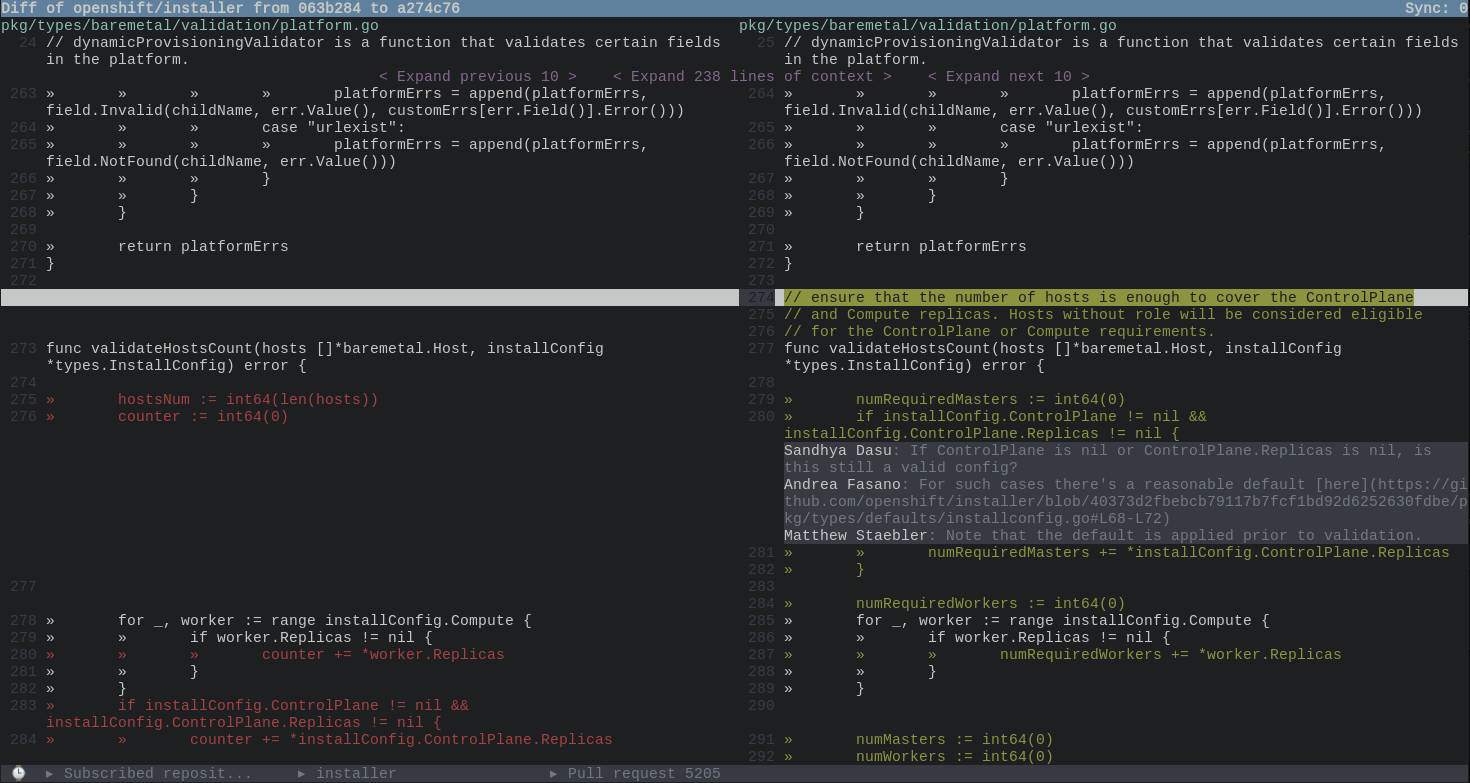 Diff of openshift/installer from 063b284 to a274c76 Sync: 0
pkg/types/baremetal/validation/platform.go pkg/types/baremetal/validation/platform.go
24 // dynamicProvisioningValidator is a function that validates certain fields 25 // dynamicProvisioningValidator is a function that validates certain fields
in the platform. in the platform.
< Expand previous 10 > < Expand 238 lines of context > < Expand next 10 >
263 » » » » platformErrs = append(platformErrs, 264 » » » » platformErrs = append(platformErrs,
field.Invalid(childName, err.Value(), customErrs[err.Field()].Error())) field.Invalid(childName, err.Value(), customErrs[err.Field()].Error()))
264 » » » case "urlexist": 265 » » » case "urlexist":
265 » » » » platformErrs = append(platformErrs, 266 » » » » platformErrs = append(platformErrs,
field.NotFound(childName, err.Value())) field.NotFound(childName, err.Value()))
266 » » » } 267 » » » }
267 » » } 268 » » }
268 » } 269 » }
269 270
270 » return platformErrs 271 » return platformErrs
271 } 272 }
272 273
274 // ensure that the number of hosts is enough to cover the ControlPlane
275 // and Compute replicas. Hosts without role will be considered eligible
276 // for the ControlPlane or Compute requirements.
273 func validateHostsCount(hosts []*baremetal.Host, installConfig 277 func validateHostsCount(hosts []*baremetal.Host, installConfig
*types.InstallConfig) error { *types.InstallConfig) error {
274 278
275 » hostsNum := int64(len(hosts)) 279 » numRequiredMasters := int64(0)
276 » counter := int64(0) 280 » if installConfig.ControlPlane != nil &&
installConfig.ControlPlane.Replicas != nil {
Sandhya Dasu: If ControlPlane is nil or ControlPlane.Replicas is nil, is
this still a valid config?
Andrea Fasano: For such cases there's a reasonable default [here](https://gi
thub.com/openshift/installer/blob/40373d2fbebcb79117b7fcf1bd92d6252630fdbe/p
kg/types/defaults/installconfig.go#L68-L72)
Matthew Staebler: Note that the default is applied prior to validation.
281 » » numRequiredMasters += *installConfig.ControlPlane.Replicas
282 » }
277 283
284 » numRequiredWorkers := int64(0)
278 » for _, worker := range installConfig.Compute { 285 » for _, worker := range installConfig.Compute {
279 » » if worker.Replicas != nil { 286 » » if worker.Replicas != nil {
280 » » » counter += *worker.Replicas 287 » » » numRequiredWorkers += *worker.Replicas
281 » » } 288 » » }
282 » } 289 » }
283 » if installConfig.ControlPlane != nil && 290
installConfig.ControlPlane.Replicas != nil {
284 » » counter += *installConfig.ControlPlane.Replicas 291 » numMasters := int64(0)
292 » numWorkers := int64(0)
▸ Subscribed reposit... ▸ installer ▸ Pull request 5205